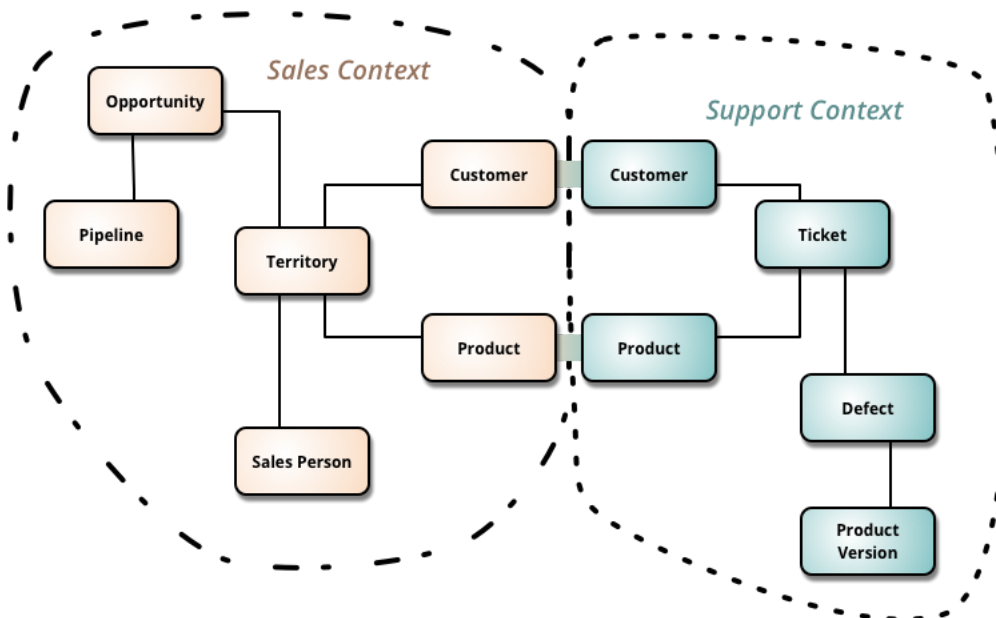 Sales Context
Opportunity
Support Context
Customer
Customer
Pipeline
Ticket
Territory
Product
Product
Defect
Sales Person
Product
Version